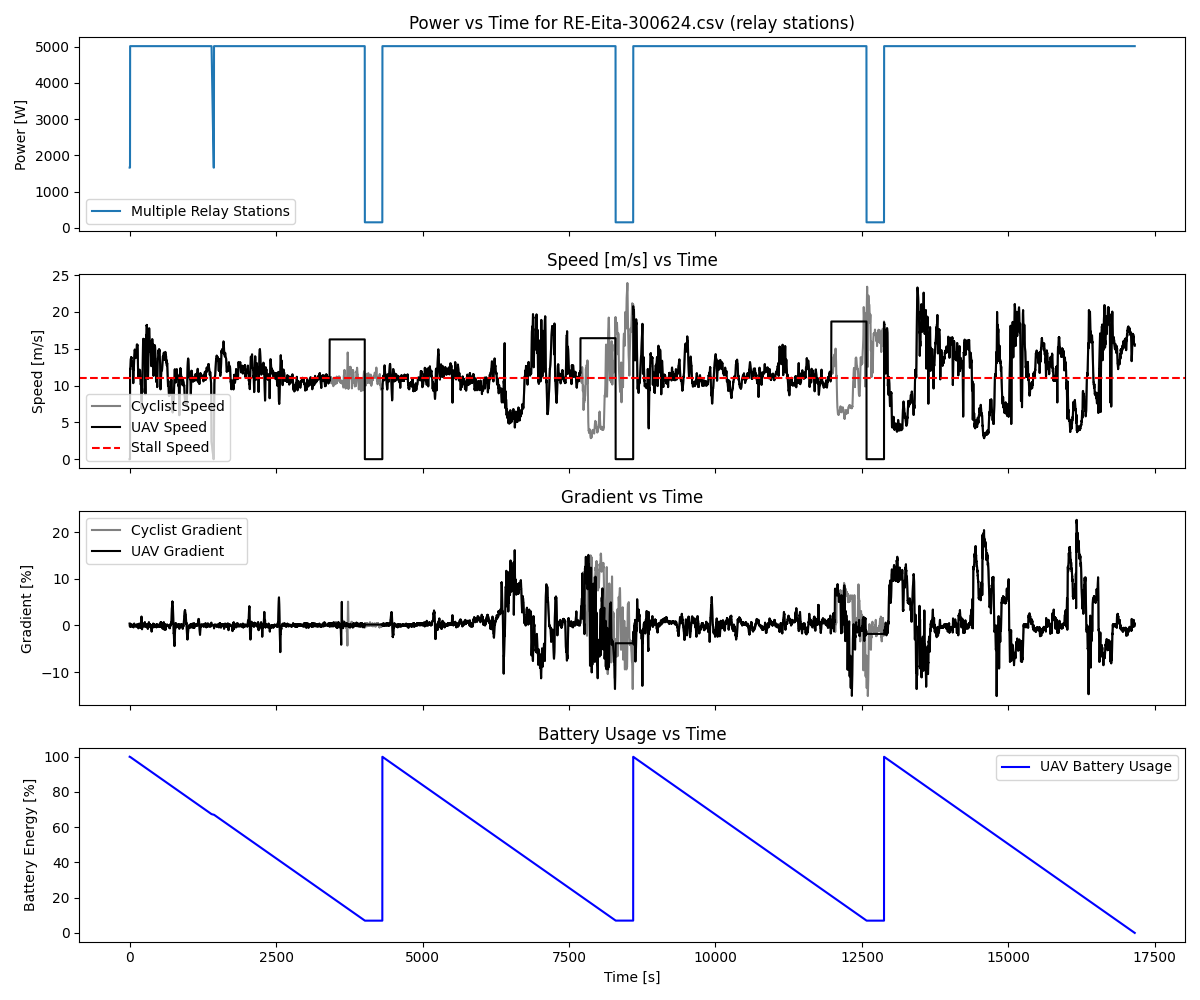 Power vs Time for RE-Eita-300624.csv (relay stations)
5000
4000
3000
2000
1000
0
Power [W]
Multiple Relay Stations
Speed [m/s] vs Time
25
20
15
10
5
0
Speed [m/s]
Cyclist Speed
UAV Speed
Stall Speed
Gradient vs Time
20
10
0
−10
Gradient [%]
Cyclist Gradient
UAV Gradient
Battery Usage vs Time
100
80
60
40
20
0
Battery Energy [%]
UAV Battery Usage
0 2500 5000 7500 10000 12500 15000 17500
Time [s]